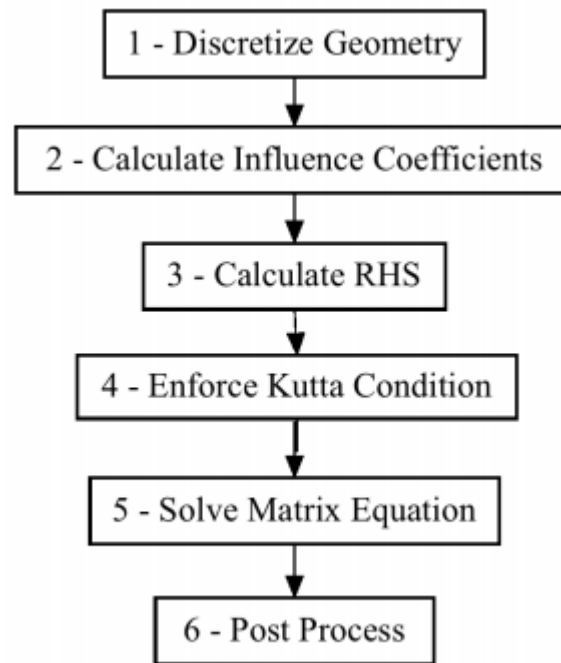 1 - Discretize Geometry
2 - Calculate Influence Coefficients
3 - Calculate RHS
4 - Enforce Kutta Condition
5 - Solve Matrix Equation
6 - Post Process